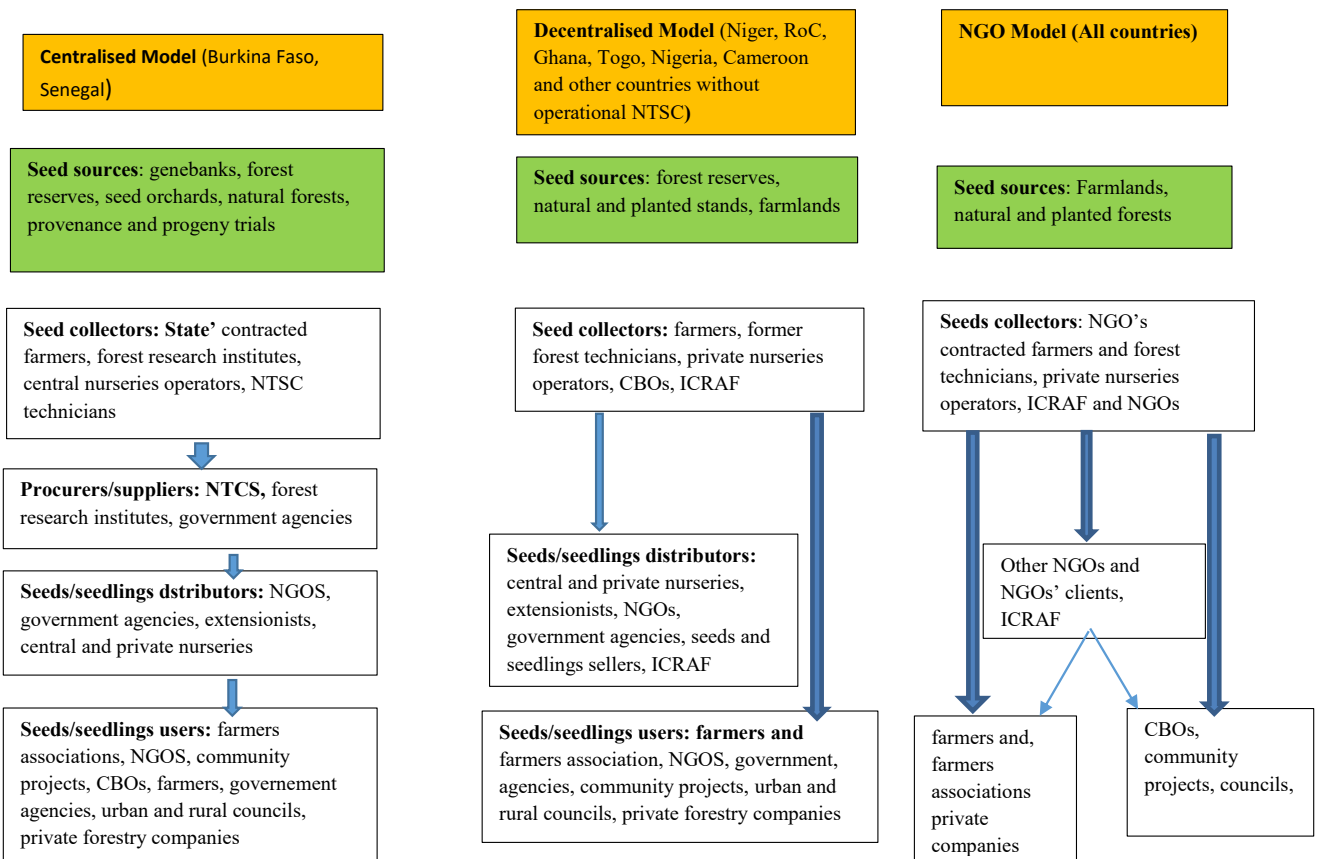 Centralised Model (Burkina Faso,
Senegal)
Seed sources: genebanks, forest
reserves, seed orchards, natural forests,
provenance and progeny trials
Seed collectors: State’ contracted
farmers, forest research institutes,
central nurseries operators, NTSC
technicians
Procurers/suppliers: NTCS, forest
research institutes, government agencies
Seeds/seedlings dstributors: NGOS,
government agencies, extensionists,
central and private nurseries
Seeds/seedlings users: farmers
associations, NGOS, community
projects, CBOs, farmers, governement
agencies, urban and rural councils,
private forestry companies
Decentralised Model (Niger, RoC,
Ghana, Togo, Nigeria, Cameroon
and other countries without
operational NTSC)
Seed sources: forest reserves,
natural and planted stands, farmlands
Seed collectors: farmers, former
forest technicians, private nurseries
operators, CBOs, ICRAF
Seeds/seedlings distributors:
central and private nurseries,
extensionists, NGOs,
government agencies, seeds and
seedlings sellers, ICRAF
Seeds/seedlings users: farmers and
farmers association, NGOS, government,
agencies, community projects, urban and
rural councils, private forestry companies
NGO Model (All countries)
Seed sources: Farmlands,
natural and planted forests
Seeds collectors: NGO’s
contracted farmers and forest
technicians, private nurseries
operators, ICRAF and NGOs
Other NGOs and
NGOs’ clients,
ICRAF
farmers and,
farmers
associations
private
companies
CBOs,
community
projects, councils,